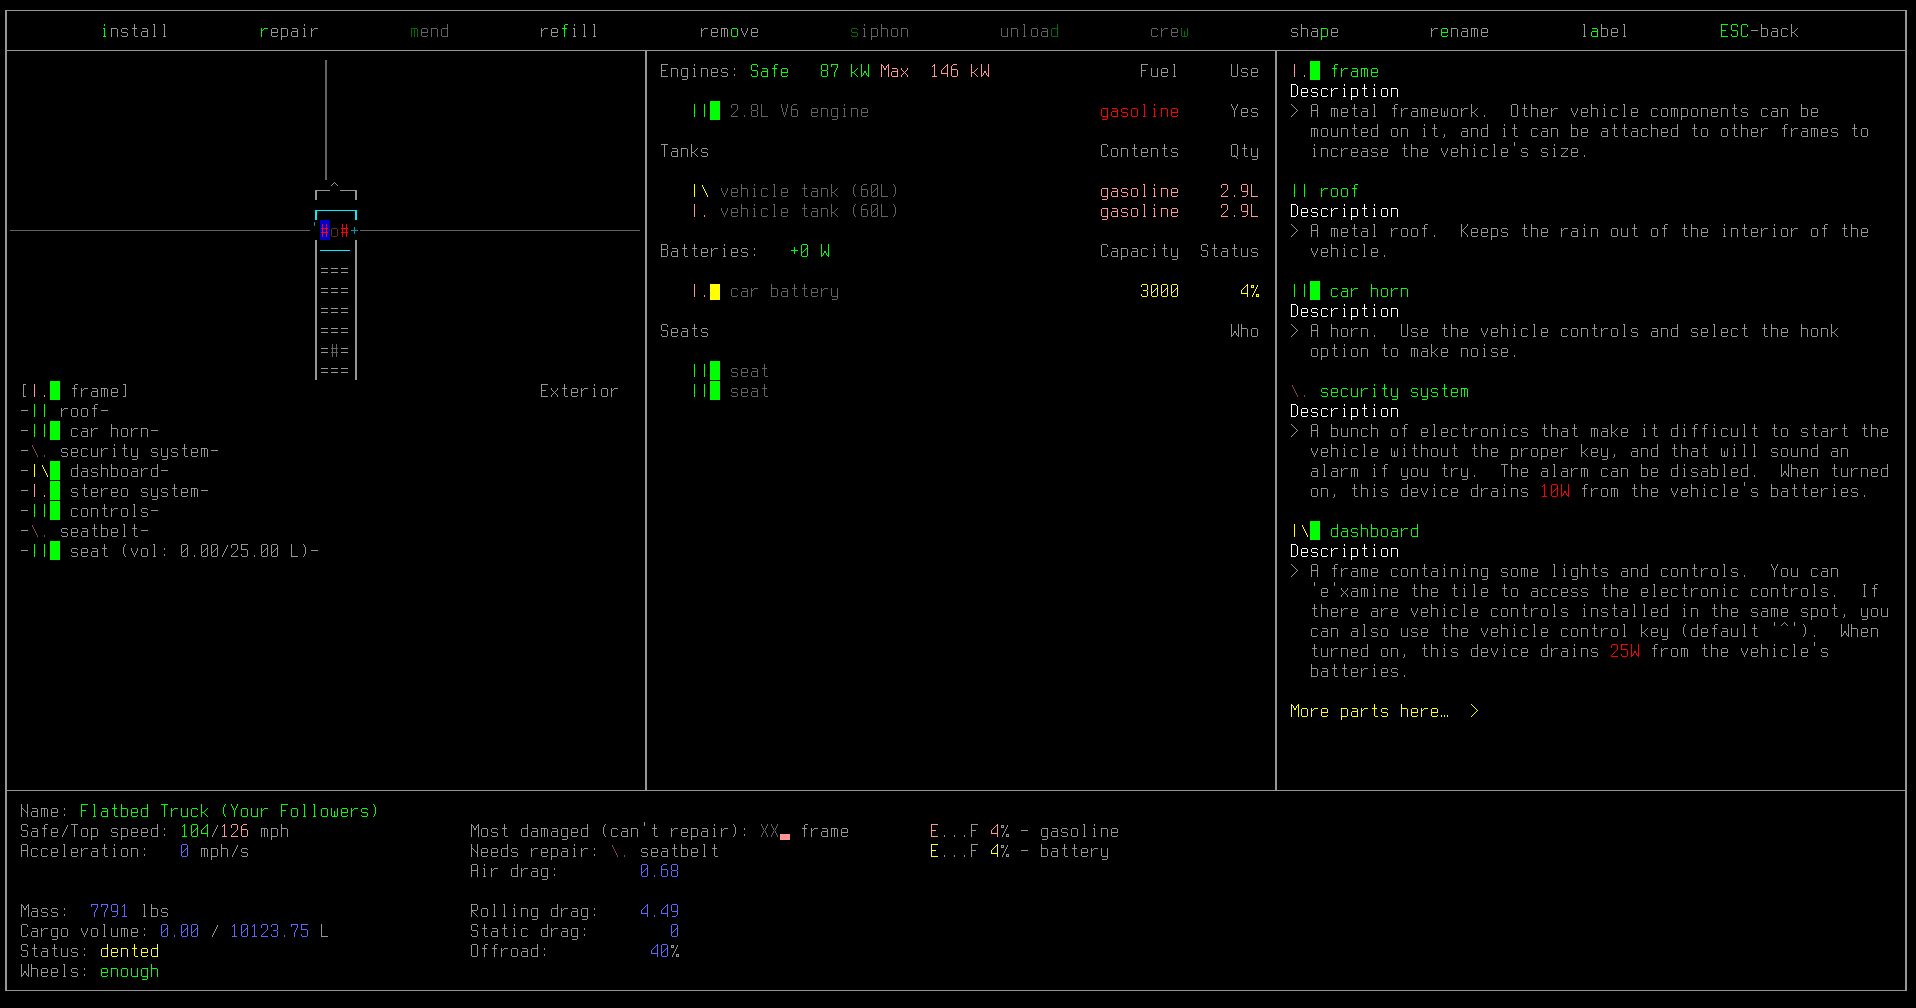 install repair mend refill remove siphon unload crew shape rename label ESC-back
Engines: Safe 87 kW Max 146 kW Fuel Use
|| 2.8L V6 engine gasoline Yes
Tanks Contents Qty
|\ vehicle tank (60L) gasoline 2.9L
|. vehicle tank (60L) gasoline 2.9L
Batteries: +0 W Capacity Status
|. car battery 3000 4%
Seats Who
|| seat
|| seat
'#o#+
===
===
===
===
=#=
===
[|. frame] Exterior
-|| roof-
-|| car horn-
-\. security system-
-|\ dashboard-
-|. stereo system-
-|| controls-
-\. seatbelt-
-|| seat (vol: 0.00/25.00 L)-
|. frame
Description
> A metal framework.  Other vehicle components can be
mounted on it, and it can be attached to other frames to
increase the vehicle's size.
|| roof
Description
> A metal roof.  Keeps the rain out of the interior of the
vehicle.
|| car horn
Description
> A horn.  Use the vehicle controls and select the honk
option to make noise.
\. security system
Description
> A bunch of electronics that make it difficult to start the
vehicle without the proper key, and that will sound an
alarm if you try.  The alarm can be disabled.  When turned
on, this device drains 10W from the vehicle's batteries.
|\ dashboard
Description
> A frame containing some lights and controls.  You can
'e'xamine the tile to access the electronic controls.  If
there are vehicle controls installed in the same spot, you
can also use the vehicle control key (default '^').  When
turned on, this device drains 25W from the vehicle's
batteries.
More parts here… >
Name: Flatbed Truck (Your Followers)
Safe/Top speed: 104/126 mph
Acceleration: 0 mph/s
Mass: 7791 lbs
Cargo volume: 0.00 / 10123.75 L
Status: dented
Wheels: enough
Most damaged (can't repair): XX_ frame
Needs repair: \. seatbelt
Air drag: 0.68
Rolling drag: 4.49
Static drag: 0
Offroad: 40%
E...F 4% - gasoline
E...F 4% - battery